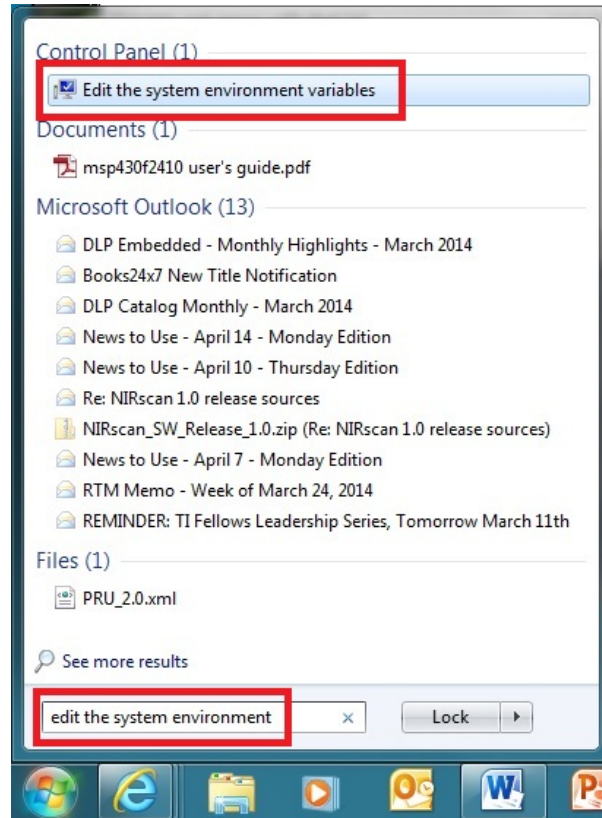 Control Panel (1)
Edit the system environment variables
Documents (1)
msp430f2410 user's guide.pdf
Microsoft Outlook (13)
DLP Embedded - Monthly Highlights - March 2014
Books24x7 New Title Notification
DLP Catalog Monthly - March 2014
News to Use - April 14 - Monday Edition
News to Use - April 10 - Thursday Edition
Re: NIRscan 1.0 release sources
NIRscan_SW_Release_1.0.zip (Re: NIRscan 1.0 release sources)
News to Use - April 7 - Monday Edition
RTM Memo - Week of March 24, 2014
REMINDER: TI Fellows Leadership Series, Tomorrow March 11th
Files (1)
PRU_2.0.xml
See more results
edit the system environment
Lock